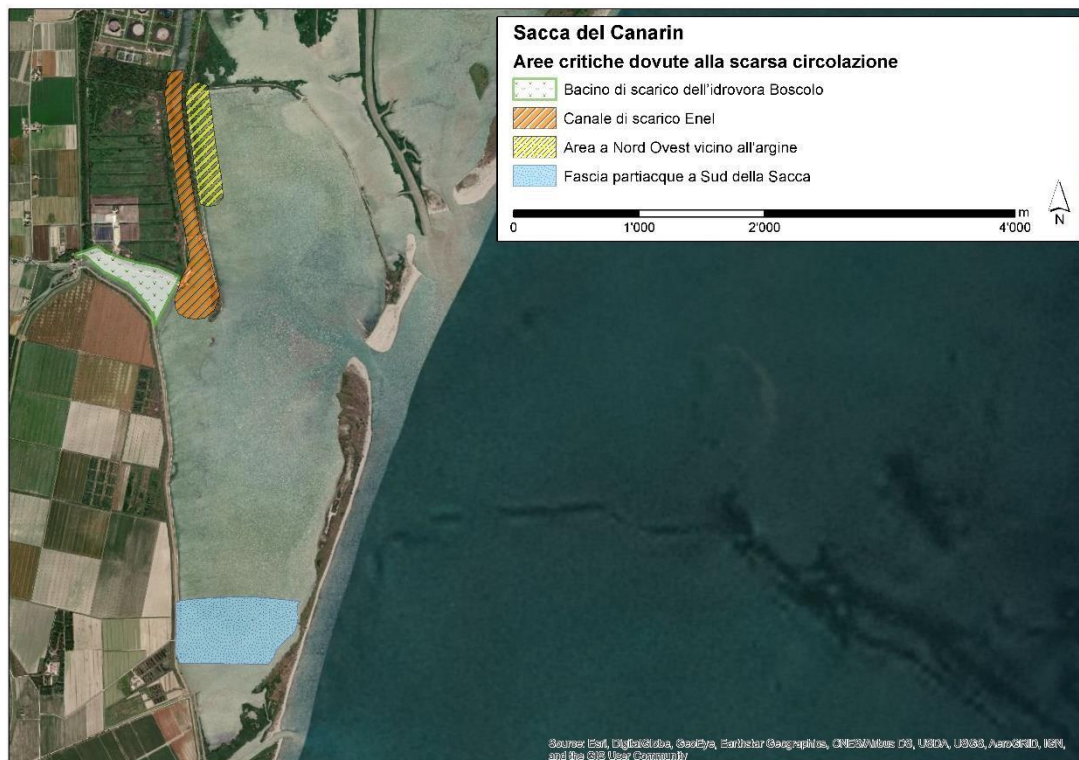 Sacca del Canarin
Aree critiche dovute alla scarsa circolazione
Bacino di scarico dell'idrovora Boscolo
Canale di scarico Enel
Area a Nord Ovest vicino all'argine
Fascia partiacque a Sud della Sacca
m
0 1'000 2'000 4'000
N
Source: Esri, DigitalGlobe, GeoEye, Earthstar Geographics, CNES/Airbus DS, USDA, USGS, AeroGRID, IGN,
and the GIS User Community